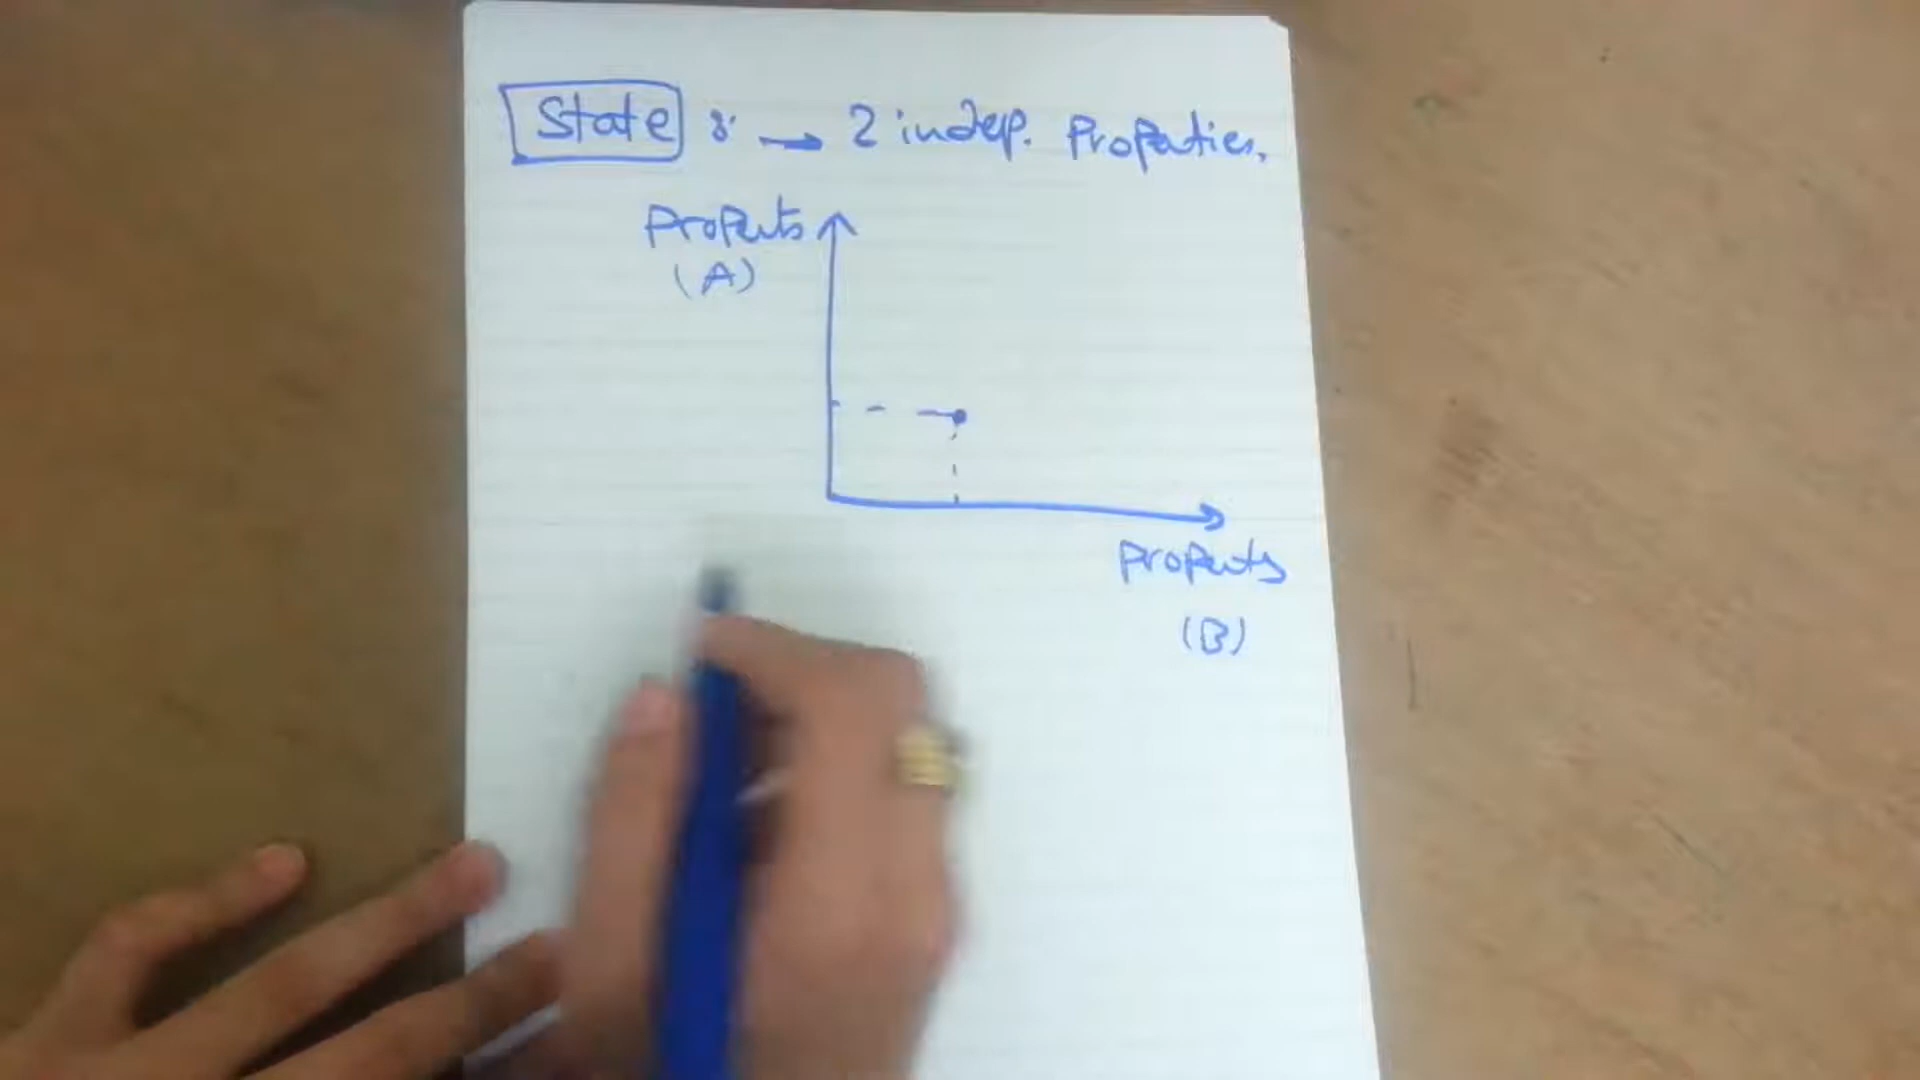 State : → 2 indep. Properties.
Property
(A)
Property
(B)